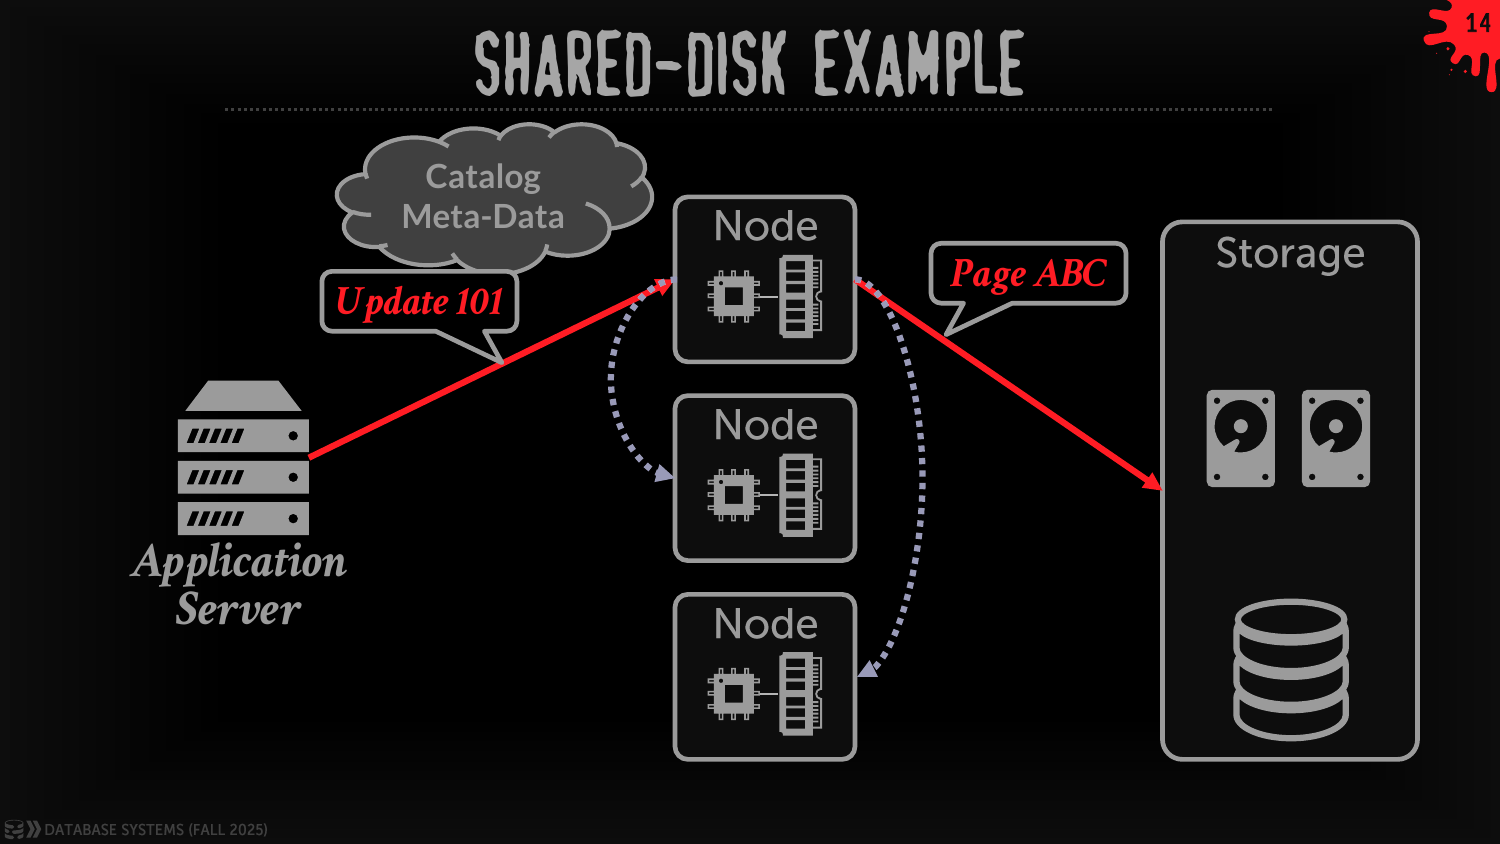 SHARED-DISK EXAMPLE
14
Catalog
Meta-Data
Update 101
Node
Page ABC
Storage
Node
Node
Application
Server
DATABASE SYSTEMS (FALL 2025)